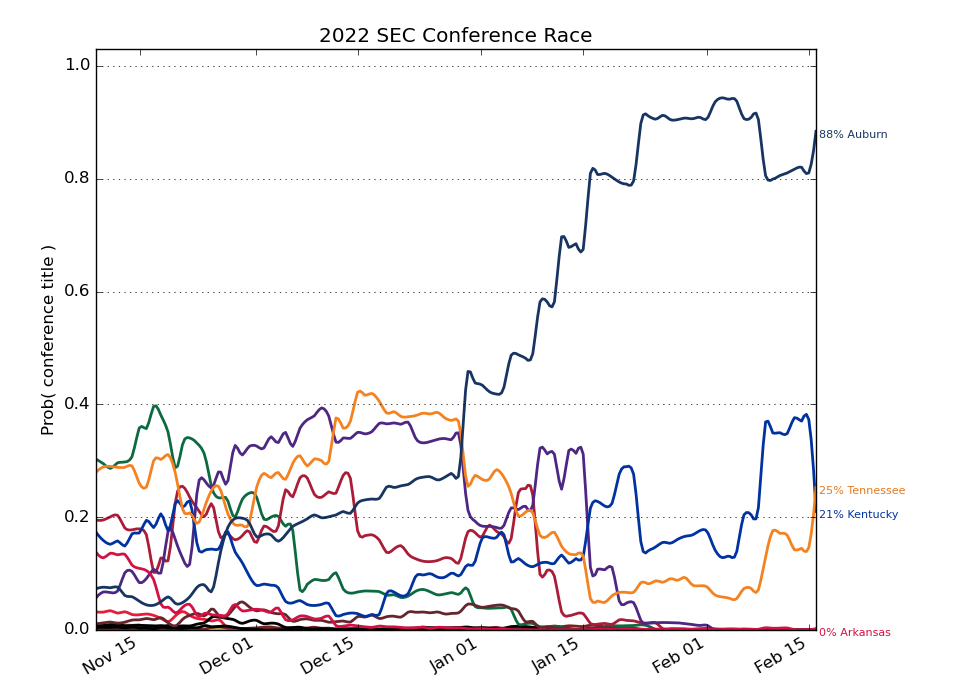 2022 SEC Conference Race
Prob( conference title )
1.0
0.8
0.6
0.4
0.2
0.0
88% Auburn
25% Tennessee
21% Kentucky
0% Arkansas
Nov 15
Dec 01
Dec 15
Jan 01
Jan 15
Feb 01
Feb 15